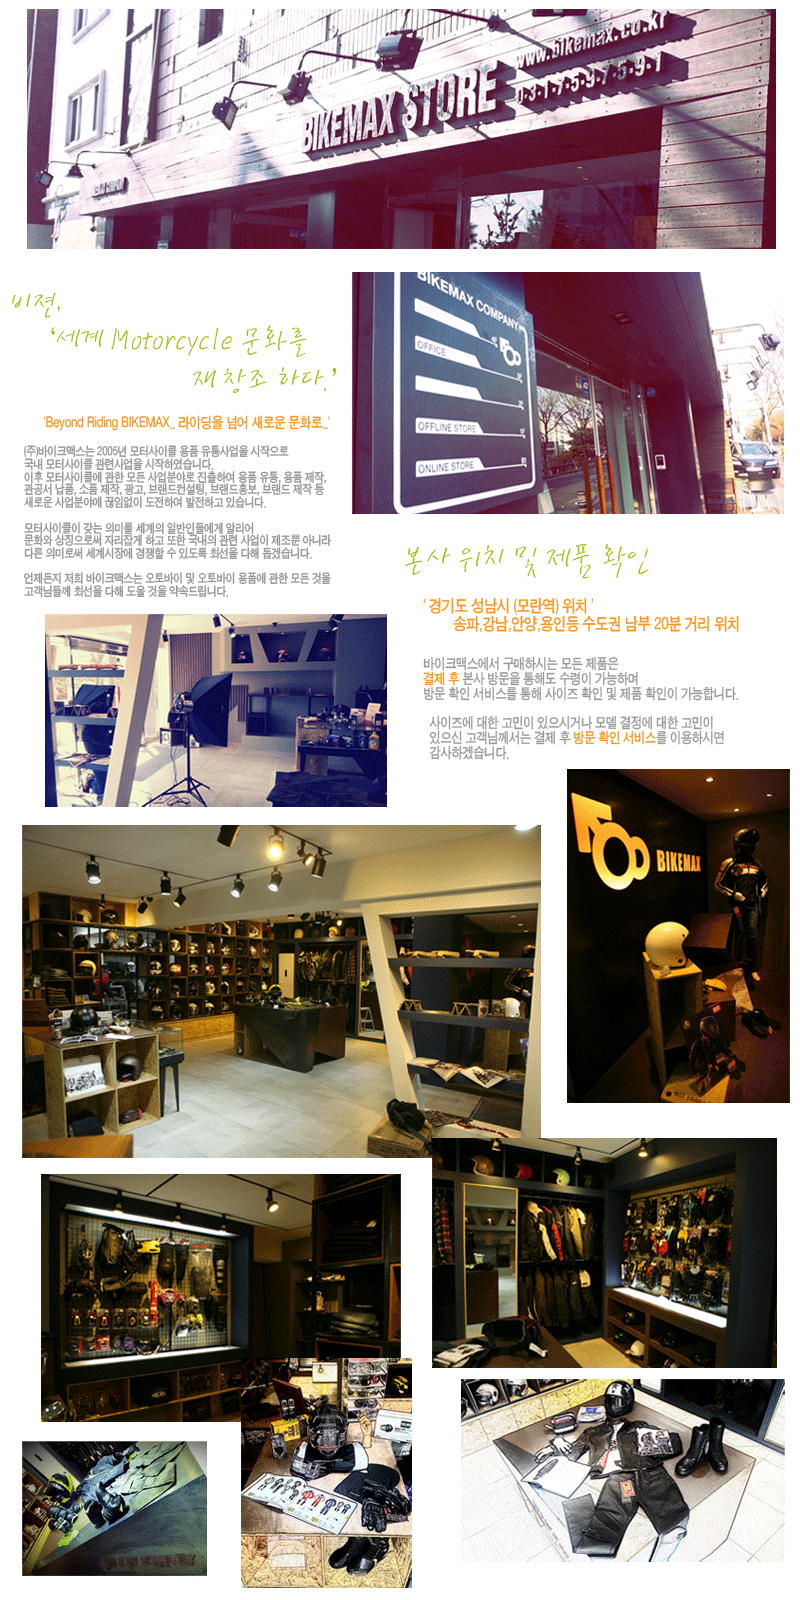 www.bikemax.co.kr
BIKEMAX STORE
0 3 1 - 7 5 9 - 7 5 9 1
비젼,
'세계 Motorcycle 문화를
재창조 하다.'
'Beyond Riding BIKEMAX.. 라이딩을 넘어 새로운 문화로..'
(주)바이크맥스는 2005년 모터사이클 용품 유통사업을 시작으로
국내 모터사이클 관련사업을 시작하였습니다.
이후 모터사이클에 관한 모든 사업분야로 진출하여 용품 유통, 용품 제작,
관공서 납품, 소품 제작, 광고, 브랜드컨설팅, 브랜드홍보, 브랜드 제작 등
새로운 사업분야에 끊임없이 도전하여 발전하고 있습니다.
모터사이클이 갖는 의미를 세계의 일반인들에게 알리어
문화와 상징으로써 자리잡게 하고 또한 국내의 관련 사업이 제조뿐 아니라
다른 의미로써 세계시장에 경쟁할 수 있도록 최선을 다해 돕겠습니다.
언제든지 저희 바이크맥스는 오토바이 및 오토바이 용품에 관한 모든 것을
고객님들께 최선을 다해 도울 것을 약속드립니다.
BIKEMAX COMPANY
OFFICE
OFFLINE STORE
ONLINE STORE
본사 위치 및 제품 확인
' 경기도 성남시 (모란역) 위치 '
송파,강남,안양,용인등 수도권 남부 20분 거리 위치
바이크맥스에서 구매하시는 모든 제품은
결제 후 본사 방문을 통해도 수령이 가능하며
방문 확인 서비스를 통해 사이즈 확인 및 제품 확인이 가능합니다.
사이즈에 대한 고민이 있으시거나 모델 결정에 대한 고민이
있으신 고객님께서는 결제 후 방문 확인 서비스를 이용하시면
감사하겠습니다.
BIKEMAX